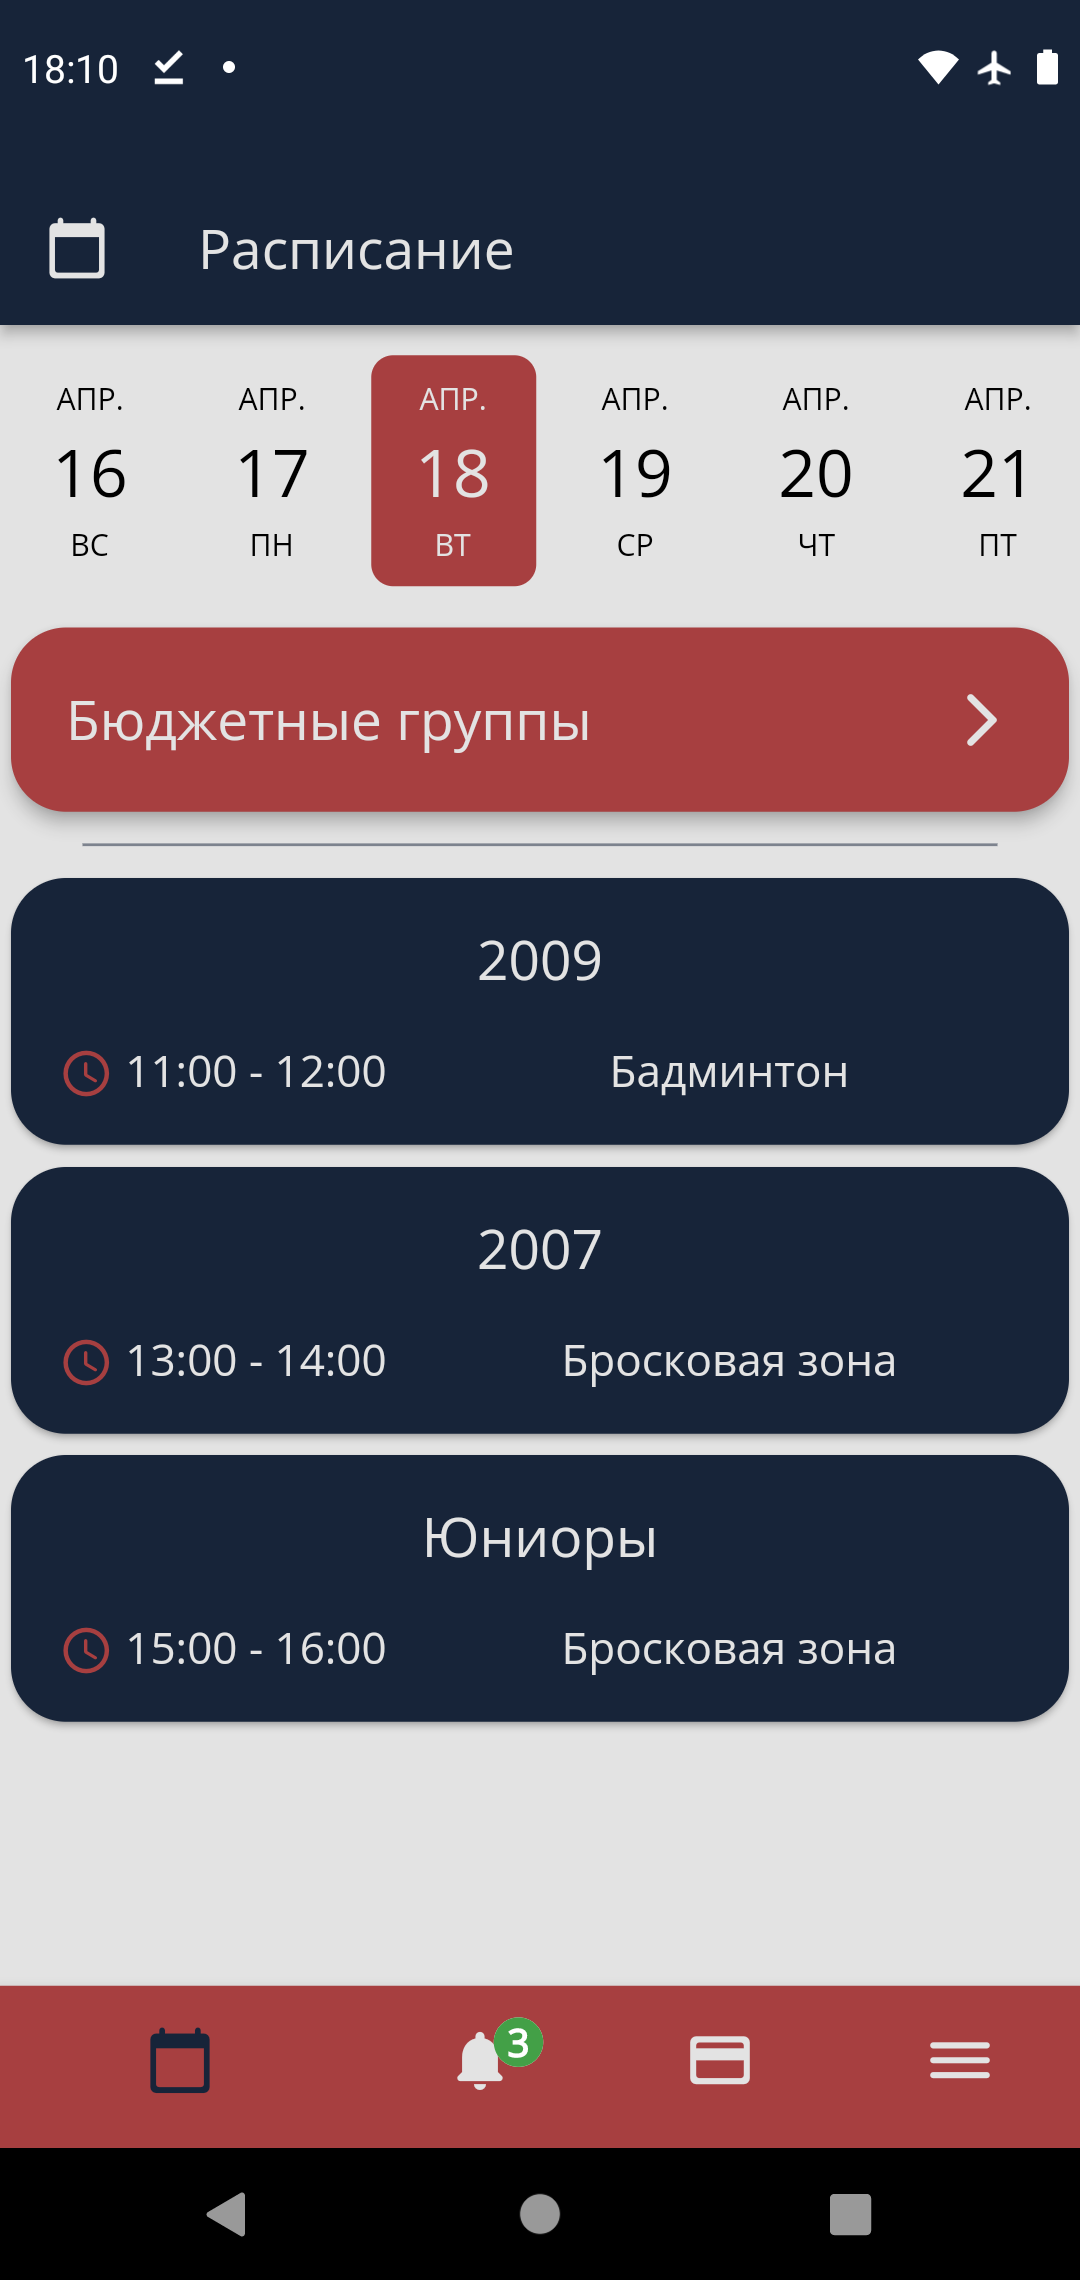 18:10
Расписание
АПР. АПР. АПР. АПР. АПР. АПР.
16 17 18 19 20 21
ВС ПН ВТ СР ЧТ ПТ
Бюджетные группы
2009
11:00 - 12:00 Бадминтон
2007
13:00 - 14:00 Бросковая зона
Юниоры
15:00 - 16:00 Бросковая зона
3